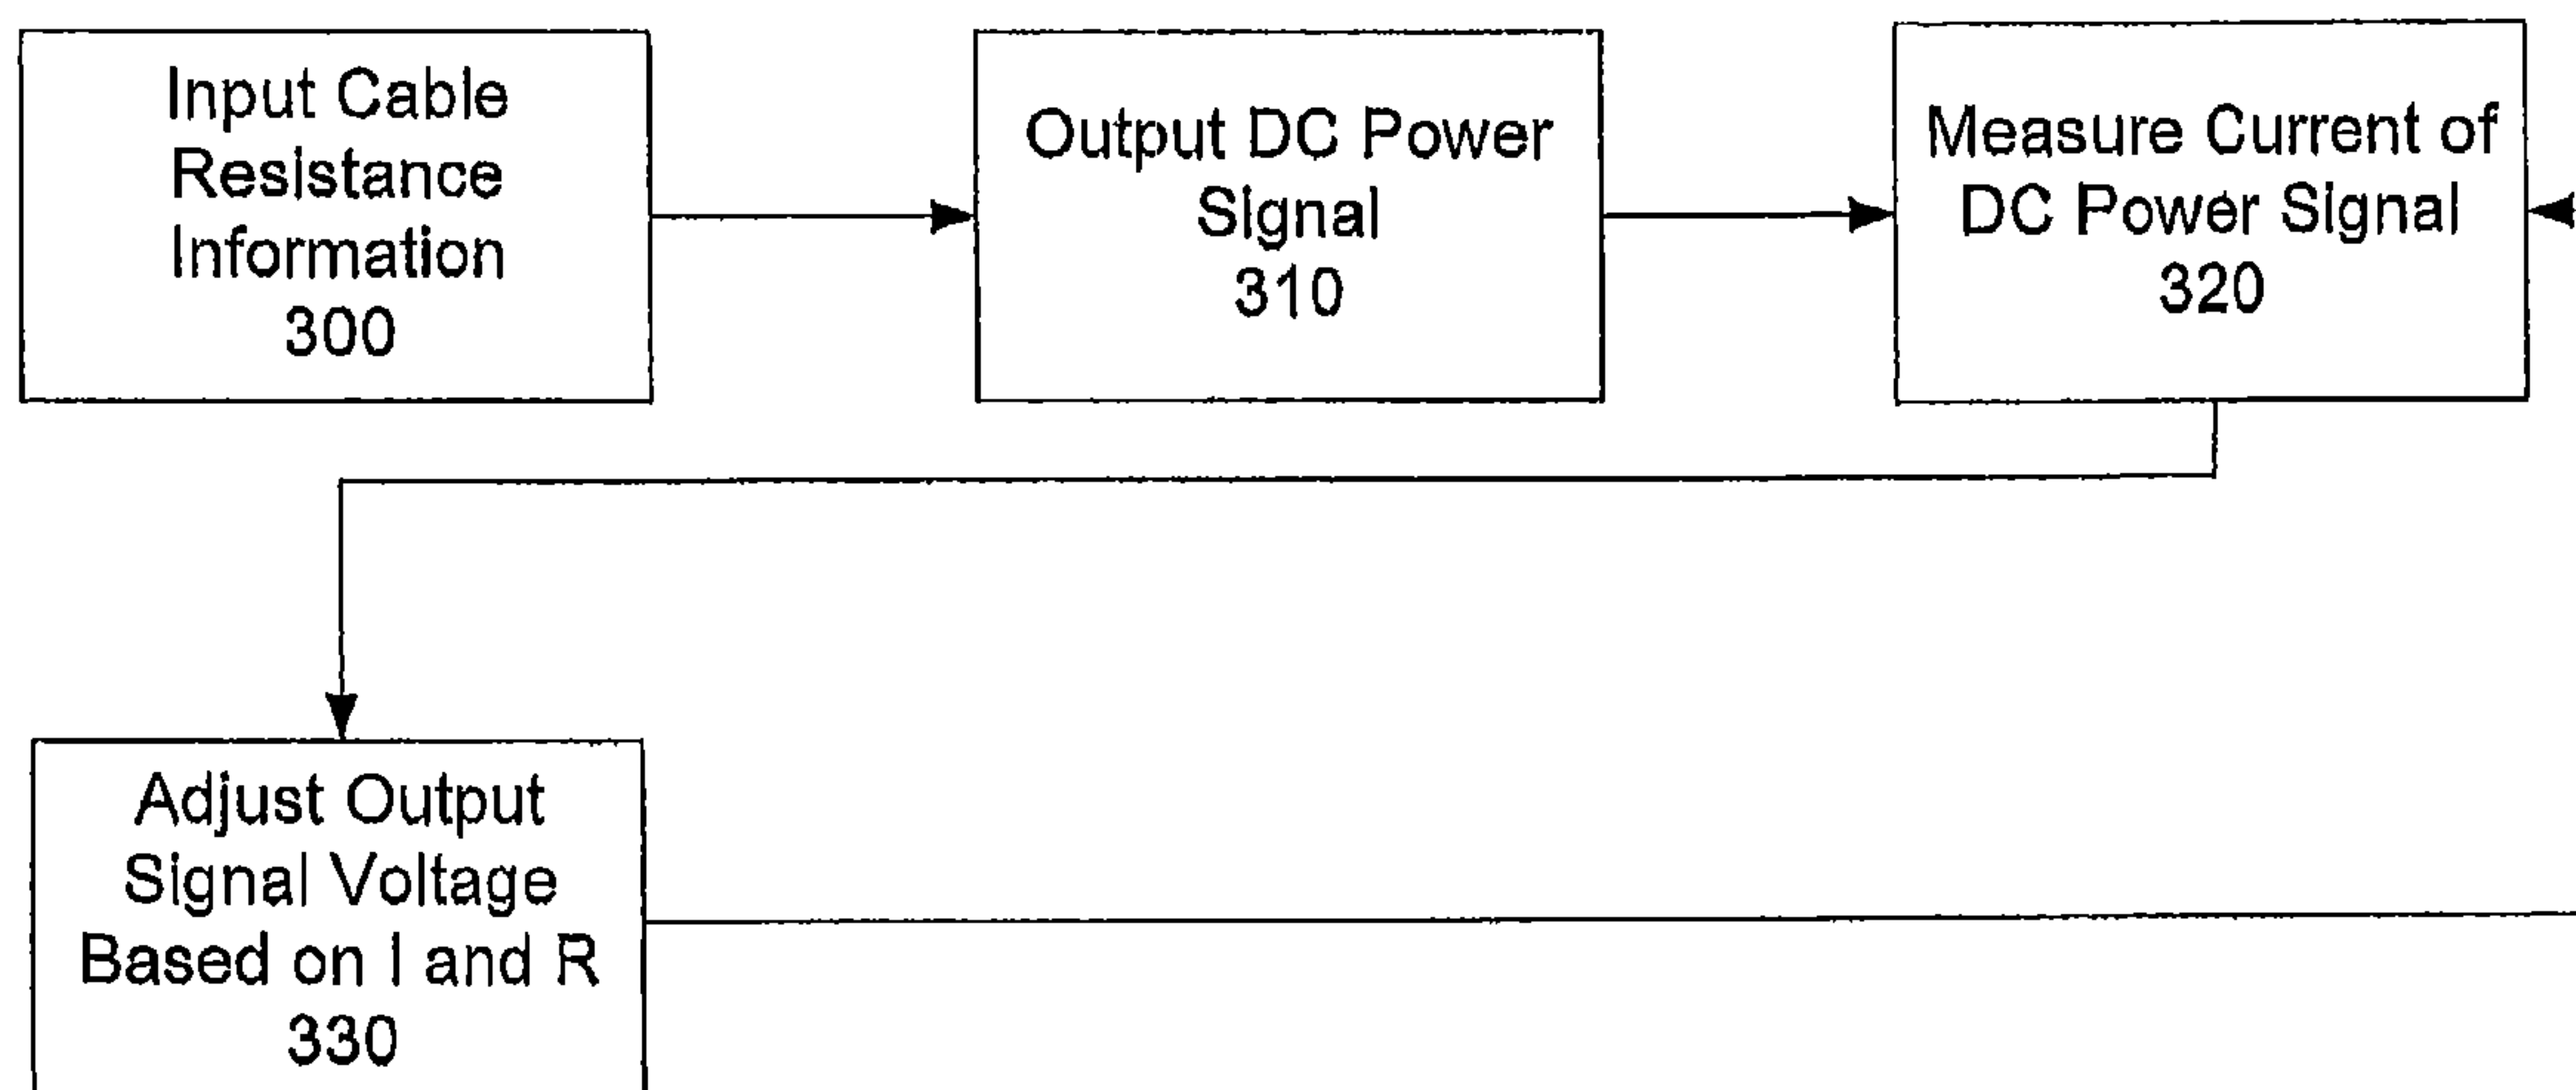 Input Cable
Resistance
Information
300
Output DC Power
Signal
310
Measure Current of
DC Power Signal
320
Adjust Output
Signal Voltage
Based on I and R
330